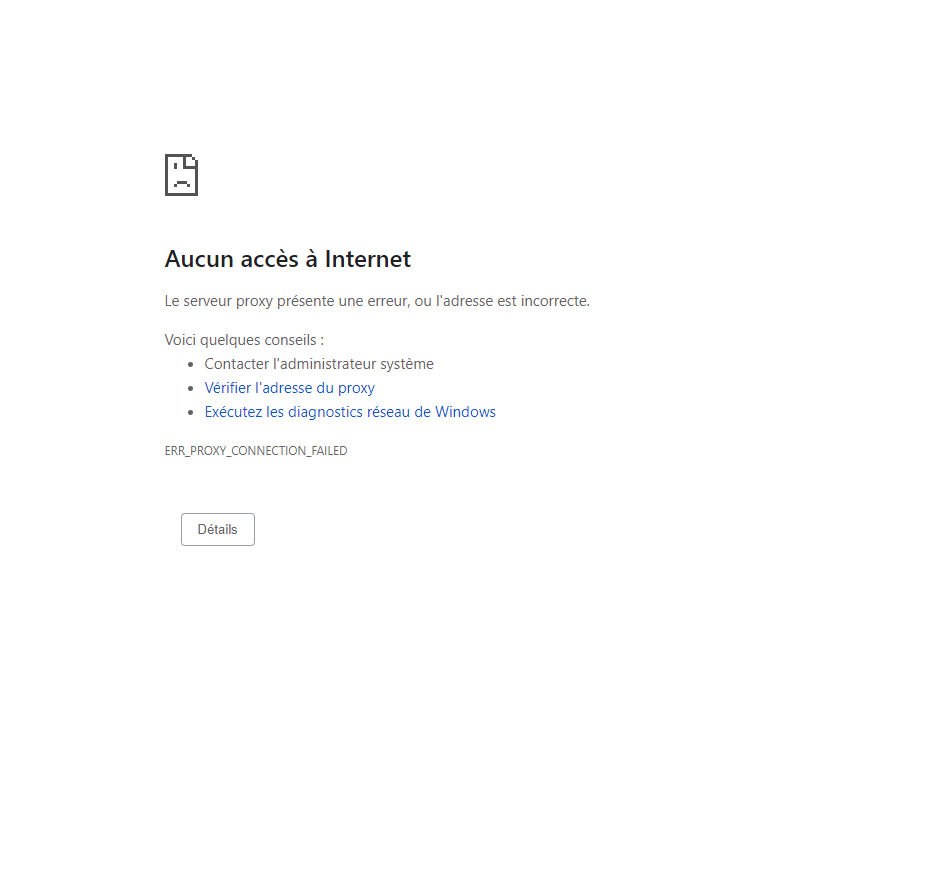 Aucun accès à Internet
Le serveur proxy présente une erreur, ou l'adresse est incorrecte.
Voici quelques conseils :
Contacter l'administrateur système
Vérifier l'adresse du proxy
Exécutez les diagnostics réseau de Windows
ERR_PROXY_CONNECTION_FAILED
Détails